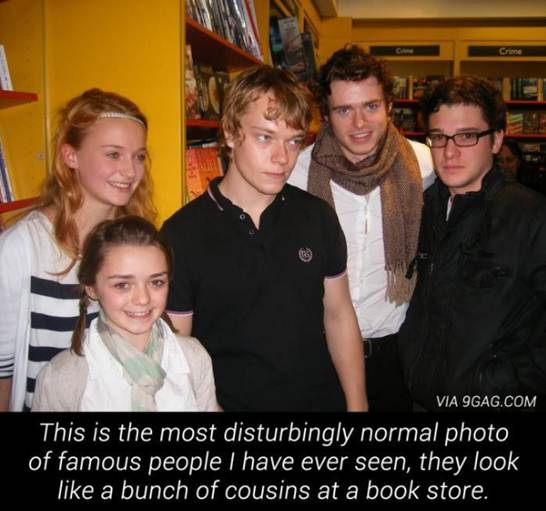 Crime
Crime
VIA 9GAG.COM
This is the most disturbingly normal photo
of famous people I have ever seen, they look
like a bunch of cousins at a book store.